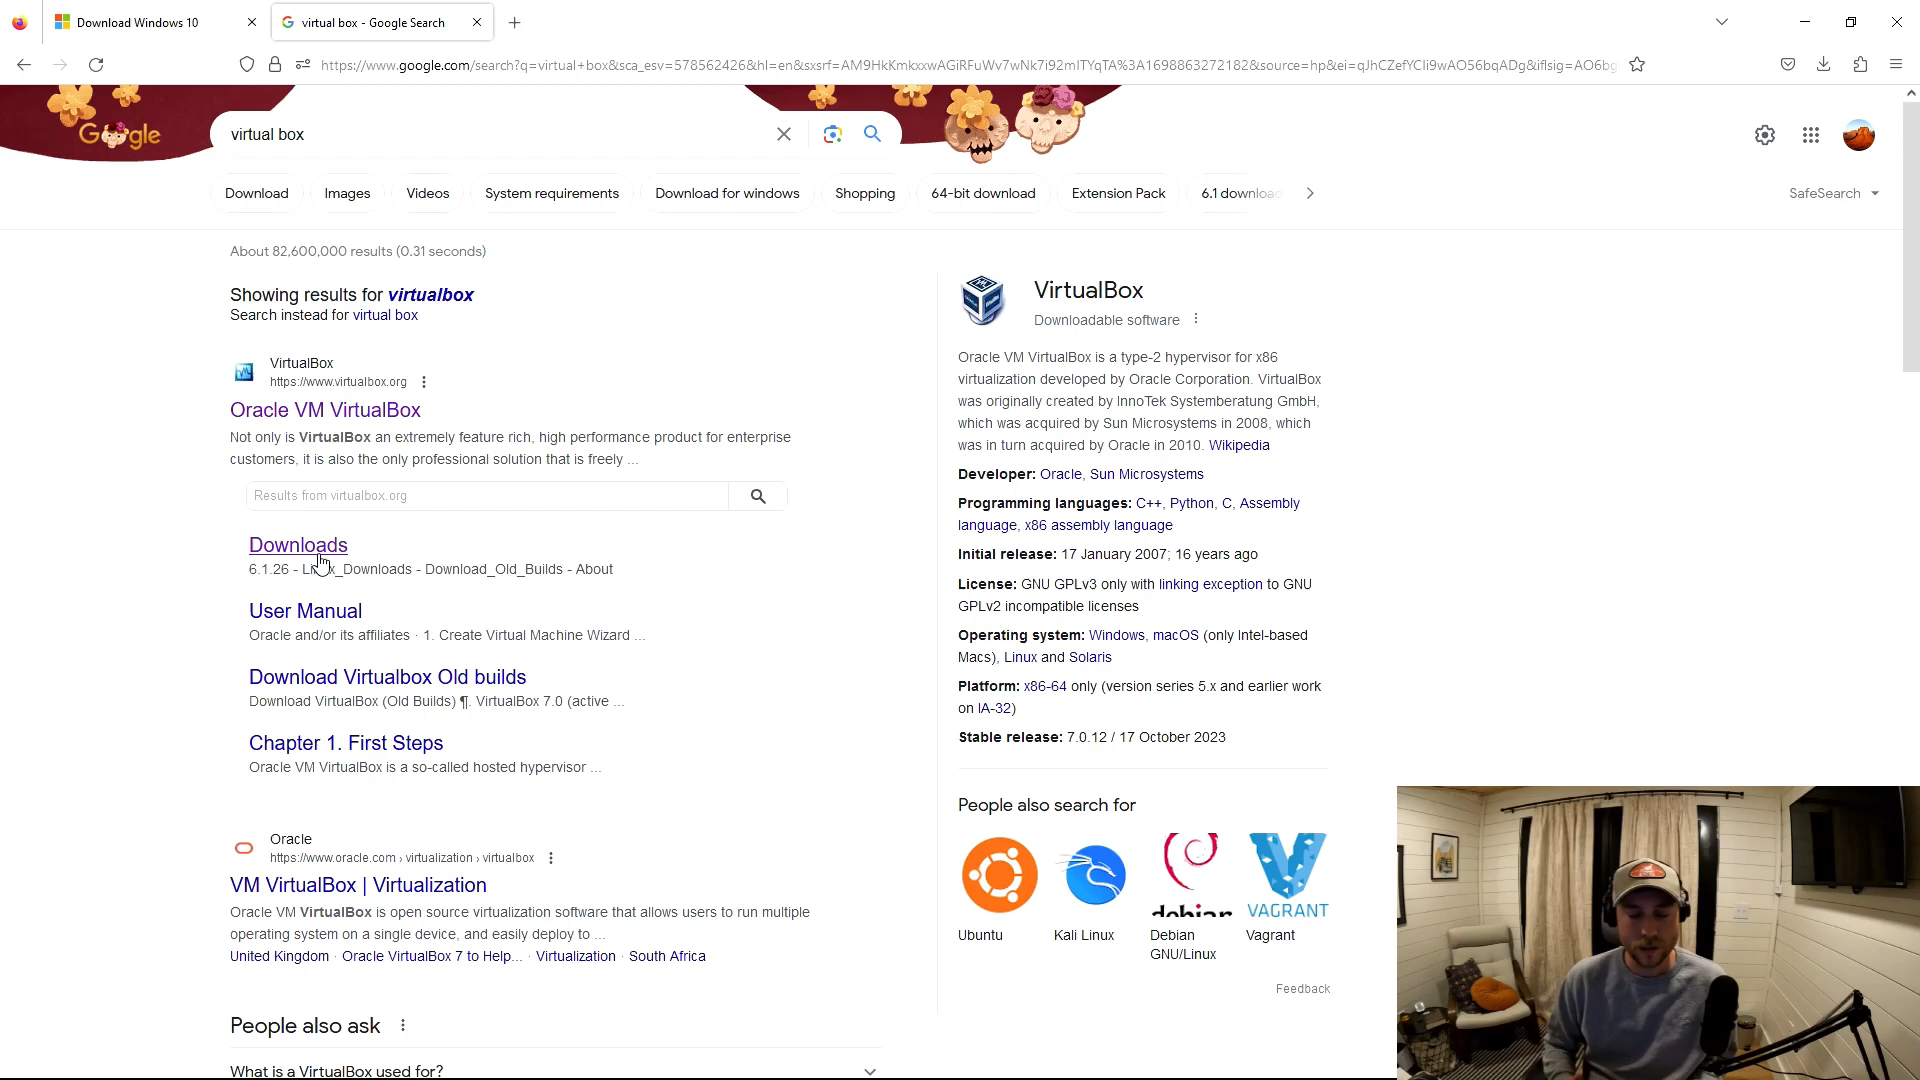 Download Windows 10
virtual box - Google Search
https://www.google.com/search?q=virtual+box&sca_esv=578562426&hl=en&sxsrf=AM9HkKmkxxwAGiRFuWv7wNk7i92mITYqTA%3A1698863272182&source=hp&ei=qJhCZefYCIi9wAO56bqADg&iflsig=AO6bg
Google
virtual box
Download
Images
Videos
System requirements
Download for windows
Shopping
64-bit download
Extension Pack
6.1 download
SafeSearch
About 82,600,000 results (0.31 seconds)
Showing results for virtualbox
Search instead for virtual box
VirtualBox
https://www.virtualbox.org
Oracle VM VirtualBox
Not only is VirtualBox an extremely feature rich, high performance product for enterprise
customers, it is also the only professional solution that is freely ...
Results from virtualbox.org
Downloads
6.1.26 - Linux_Downloads - Download_Old_Builds - About
User Manual
Oracle and/or its affiliates · 1. Create Virtual Machine Wizard ...
Download Virtualbox Old builds
Download VirtualBox (Old Builds) ¶. VirtualBox 7.0 (active ...
Chapter 1. First Steps
Oracle VM VirtualBox is a so-called hosted hypervisor ...
Oracle
https://www.oracle.com › virtualization › virtualbox
VM VirtualBox | Virtualization
Oracle VM VirtualBox is open source virtualization software that allows users to run multiple
operating system on a single device, and easily deploy to ...
United Kingdom · Oracle VirtualBox 7 to Help... · Virtualization · South Africa
People also ask
What is a VirtualBox used for?
VirtualBox
Downloadable software
Oracle VM VirtualBox is a type-2 hypervisor for x86
virtualization developed by Oracle Corporation. VirtualBox
was originally created by InnoTek Systemberatung GmbH,
which was acquired by Sun Microsystems in 2008, which
was in turn acquired by Oracle in 2010. Wikipedia
Developer: Oracle, Sun Microsystems
Programming languages: C++, Python, C, Assembly
language, x86 assembly language
Initial release: 17 January 2007; 16 years ago
License: GNU GPLv3 only with linking exception to GNU
GPLv2 incompatible licenses
Operating system: Windows, macOS (only Intel-based
Macs), Linux and Solaris
Platform: x86-64 only (version series 5.x and earlier work
on IA-32)
Stable release: 7.0.12 / 17 October 2023
People also search for
debian
VAGRANT
Ubuntu
Kali Linux
Debian
GNU/Linux
Vagrant
Feedback